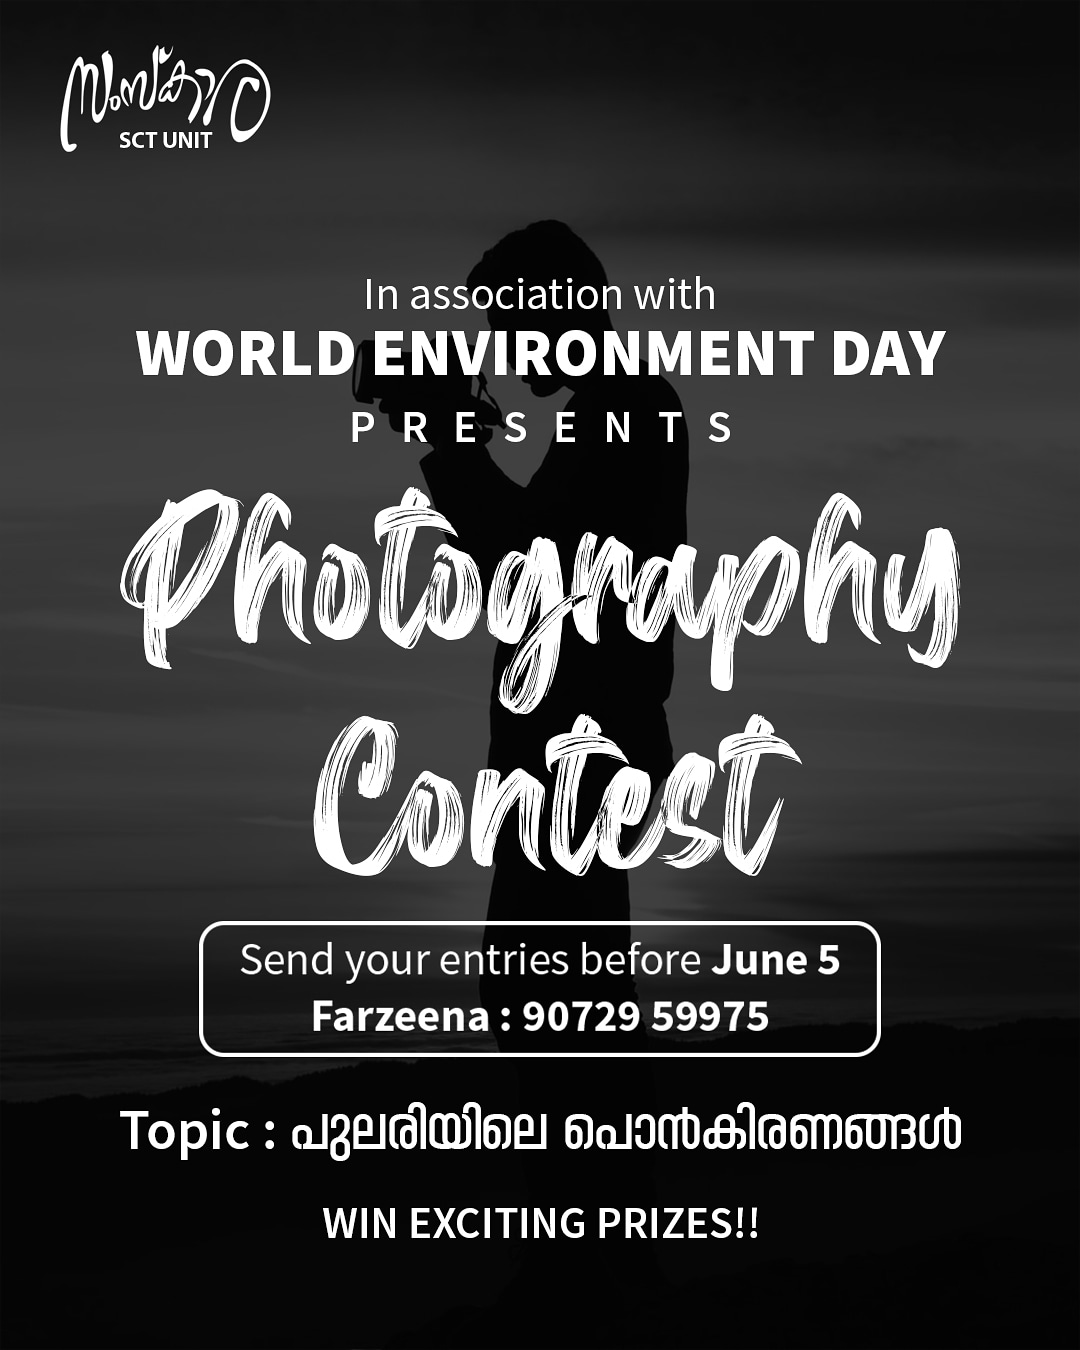 സംസ്കാര
SCT UNIT
In association with
WORLD ENVIRONMENT DAY
PRESENTS
Photography
Contest
Send your entries before June 5
Farzeena : 90729 59975
Topic : പുലരിയിലെ പൊൻകിരണങ്ങൾ
WIN EXCITING PRIZES!!